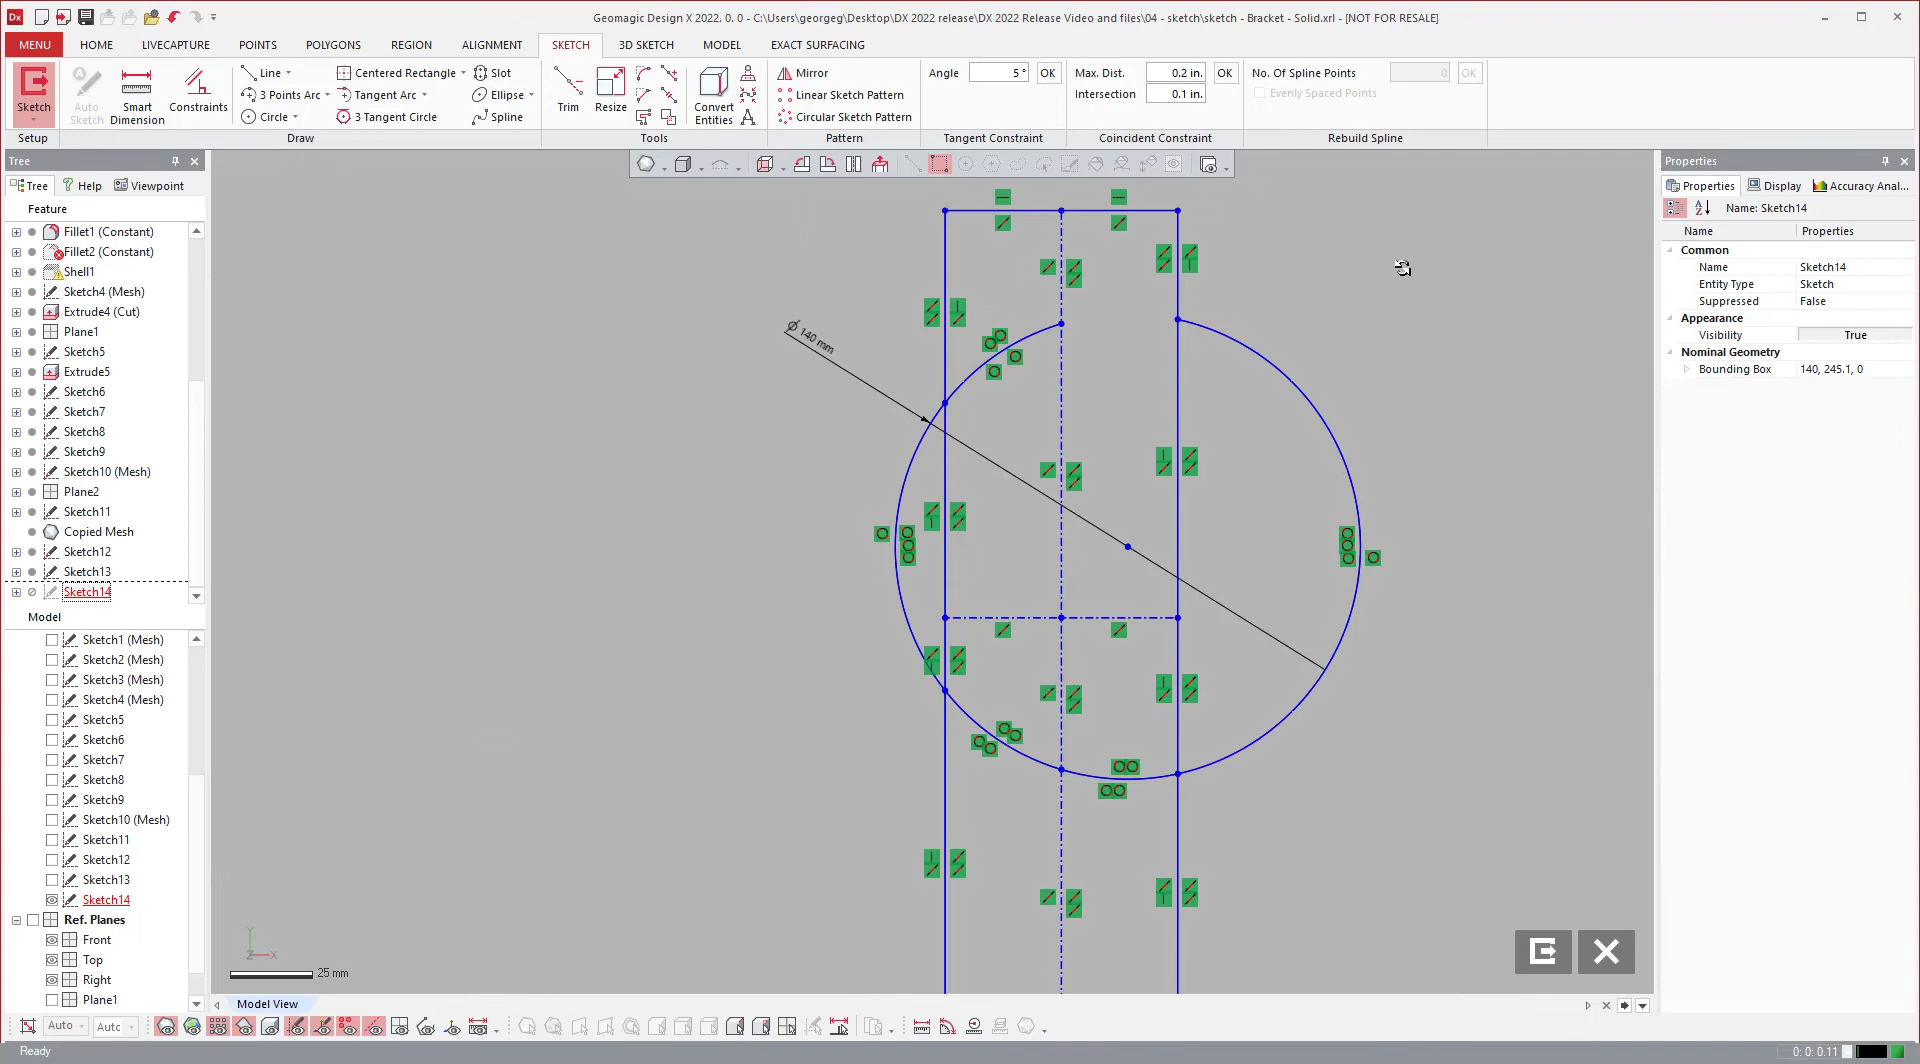 Geomagic Design X 2022. 0. 0 - C:\Users\georgeg\Desktop\DX 2022 release\DX 2022 Release Video and files\04 - sketch\sketch - Bracket - Solid.xrl - [NOT FOR RESALE]
MENU HOME LIVECAPTURE POINTS POLYGONS REGION ALIGNMENT SKETCH 3D SKETCH MODEL EXACT SURFACING
Sketch
Auto Sketch
Smart Dimension
Constraints
Line Centered Rectangle Slot
3 Points Arc Tangent Arc Ellipse
Circle 3 Tangent Circle Spline
Trim Resize
Convert Entities
Mirror
Linear Sketch Pattern
Circular Sketch Pattern
Angle 5 ° OK
Max. Dist. 0.2 in. OK
Intersection 0.1 in.
No. Of Spline Points 0 OK
Evenly Spaced Points
Setup Draw Tools Pattern Tangent Constraint Coincident Constraint Rebuild Spline
Tree
Tree Help Viewpoint
Feature
Fillet1 (Constant)
Fillet2 (Constant)
Shell1
Sketch4 (Mesh)
Extrude4 (Cut)
Plane1
Sketch5
Extrude5
Sketch6
Sketch7
Sketch8
Sketch9
Sketch10 (Mesh)
Plane2
Sketch11
Copied Mesh
Sketch12
Sketch13
Sketch14
Model
Sketch1 (Mesh)
Sketch2 (Mesh)
Sketch3 (Mesh)
Sketch4 (Mesh)
Sketch5
Sketch6
Sketch7
Sketch8
Sketch9
Sketch10 (Mesh)
Sketch11
Sketch12
Sketch13
Sketch14
Ref. Planes
Front
Top
Right
Plane1
Ø 140 mm
Y
Z X
25 mm
Model View
Properties
Properties Display Accuracy Anal...
Name: Sketch14
Name Properties
Common
Name Sketch14
Entity Type Sketch
Suppressed False
Appearance
Visibility True
Nominal Geometry
Bounding Box 140, 245.1, 0
Auto Auto
Ready
0: 0: 0.11